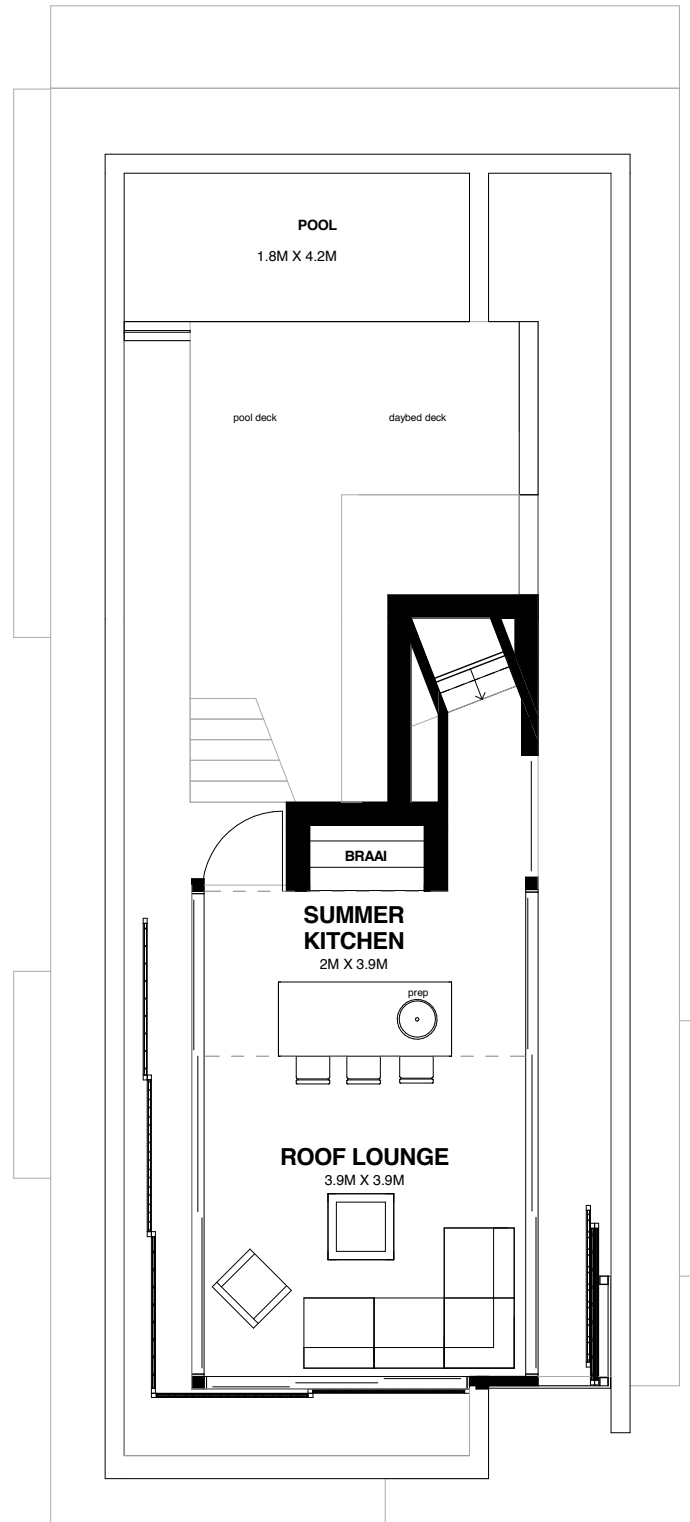 POOL
1.8M X 4.2M
pool deck
daybed deck
BRAAI
SUMMER
KITCHEN
2M X 3.9M
prep
ROOF LOUNGE
3.9M X 3.9M